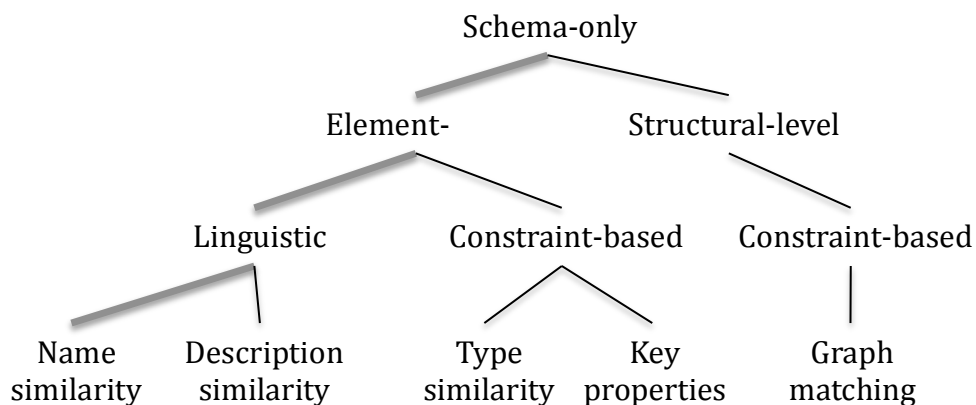 Schema-only
Element-
Structural-level
Linguistic
Constraint-based
Constraint-based
Name
similarity
Description
similarity
Type
similarity
Key
properties
Graph
matching